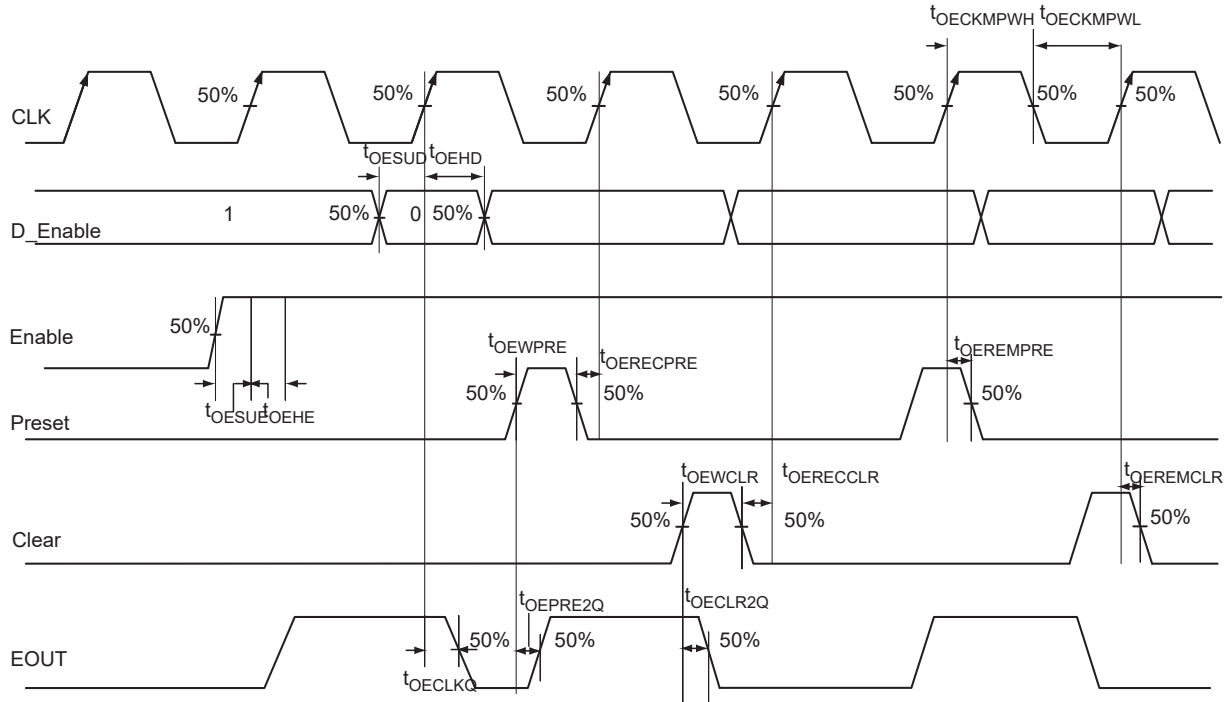 tOECKMPWH tOECKMPWL
CLK 50% 50% 50% 50% 50% 50% 50%
tOESUD tOEHD
D_Enable 1 50% 0 50%
Enable 50%
tOESUE tOEHE
tOEWPRE tOERECPRE tOEREMPRE
Preset 50% 50% 50%
tOEWCLR tOERECCLR tOEREMCLR
Clear 50% 50% 50%
tOEPRE2Q tOECLR2Q
EOUT 50% 50% 50%
tOECLKQ